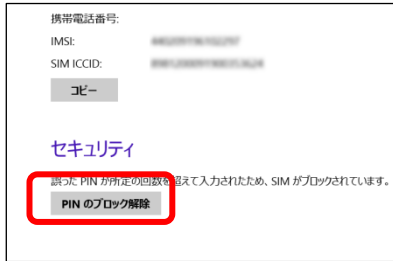 携帯電話番号:
IMSI:
SIM ICCID:
コピー
セキュリティ
誤った PIN が所定の回数を超えて入力されたため、SIM がブロックされています。
PIN のブロック解除